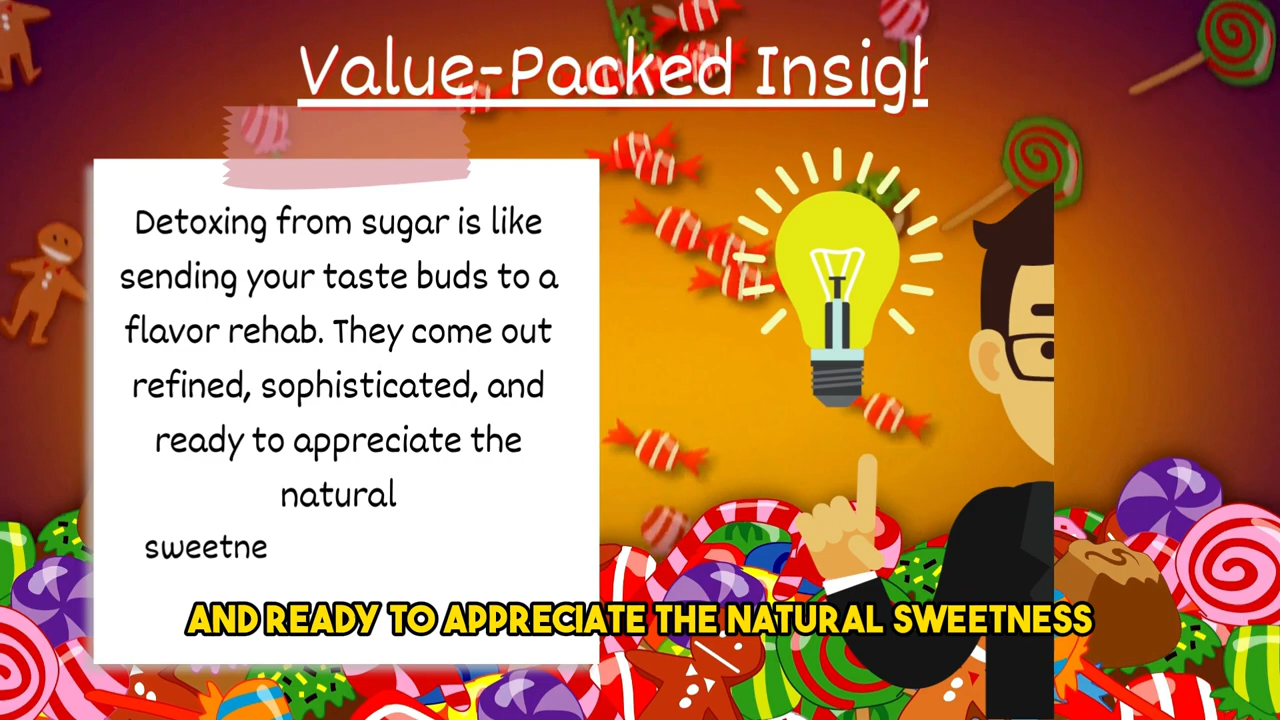 Value-Packed Insigh
Detoxing from sugar is like
sending your taste buds to a
flavor rehab. They come out
refined, sophisticated, and
ready to appreciate the
natural
sweetne
AND READY TO APPRECIATE THE NATURAL SWEETNESS